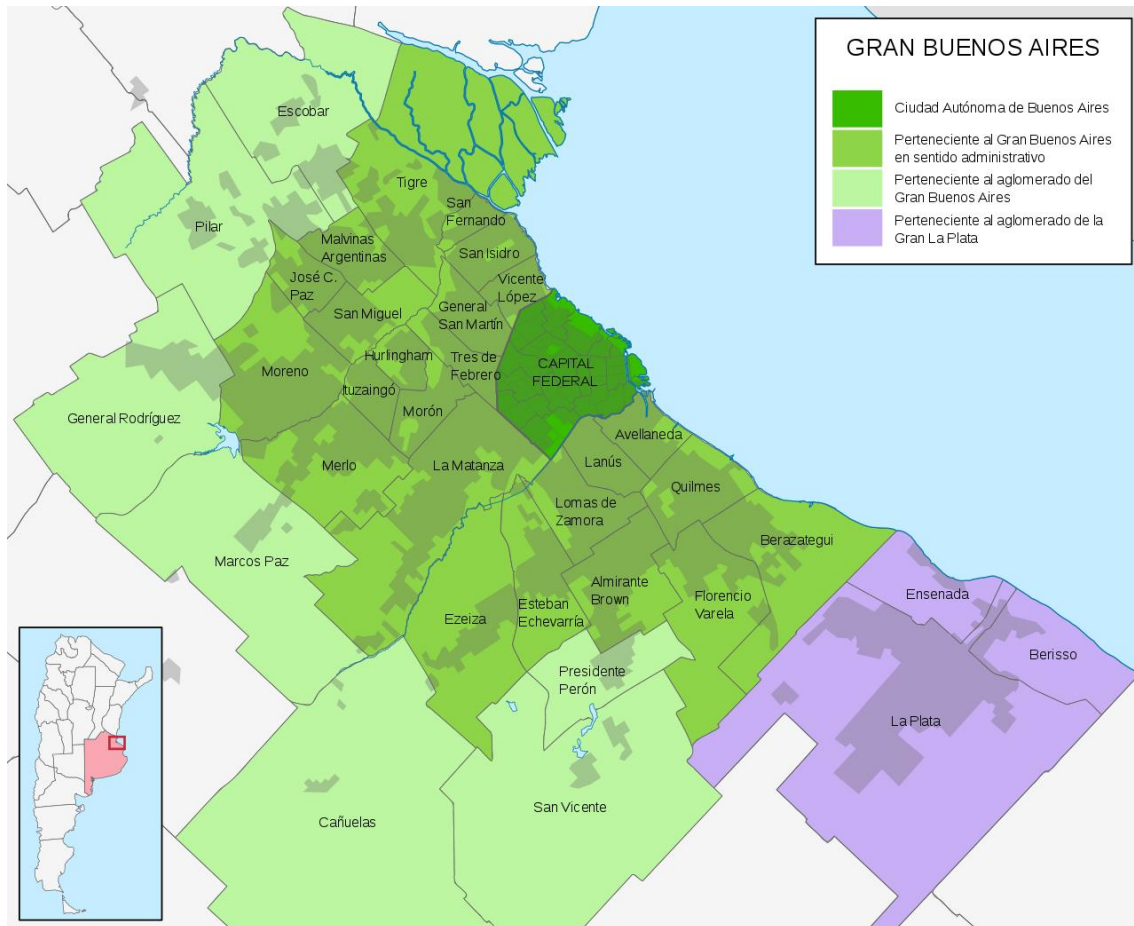 GRAN BUENOS AIRES
Ciudad Autónoma de Buenos Aires
Perteneciente al Gran Buenos Aires
en sentido administrativo
Perteneciente al aglomerado del
Gran Buenos Aires
Perteneciente al aglomerado de la
Gran La Plata
Escobar
Tigre
San
Fernando
Pilar
Malvinas
Argentinas
San Isidro
José C.
Paz
Vicente
López
San Miguel
General
San Martín
Hurlingham
Tres de
Febrero
CAPITAL
FEDERAL
Moreno
Ituzaingó
Morón
General Rodríguez
Avellaneda
Merlo
La Matanza
Lanús
Quilmes
Lomas de
Zamora
Berazategui
Marcos Paz
Almirante
Brown
Florencio
Varela
Ensenada
Ezeiza
Esteban
Echevarría
Berisso
Presidente
Perón
La Plata
San Vicente
Cañuelas